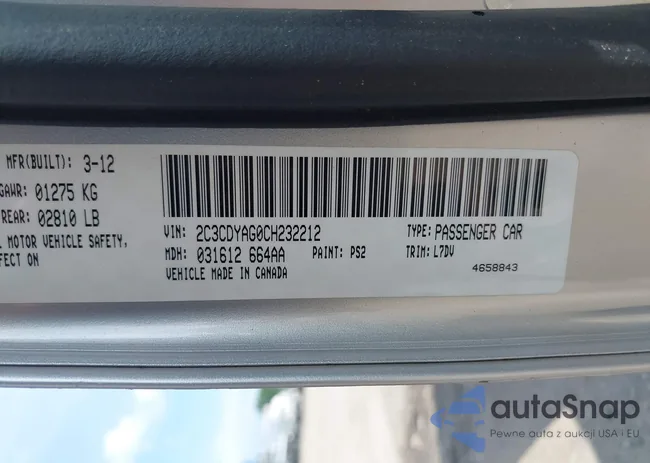 MFR(BUILT): 3-12
GAWR: 01275 KG
REAR: 02810 LB
MOTOR VEHICLE SAFETY,
FECT ON
VIN: 2C3CDYAG0CH232212
TYPE: PASSENGER CAR
MDH: 031612 664AA
PAINT: PS2
TRIM: L7DV
VEHICLE MADE IN CANADA
4658843
autaSnap
Pewne auta z aukcji USA i EU